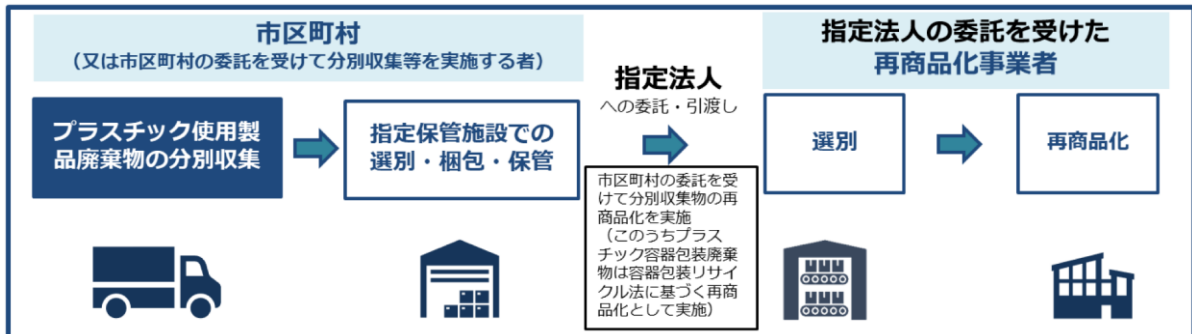 市区町村
（又は市区町村の委託を受けて分別収集等を実施する者）
プラスチック使用製
品廃棄物の分別収集
指定保管施設での
選別・梱包・保管
指定法人
への委託・引渡し
市区町村の委託を受
けて分別収集物の再
商品化を実施
（このうちプラス
チック容器包装廃棄
物は容器包装リサイ
クル法に基づく再商
品化として実施）
指定法人の委託を受けた
再商品化事業者
選別
再商品化